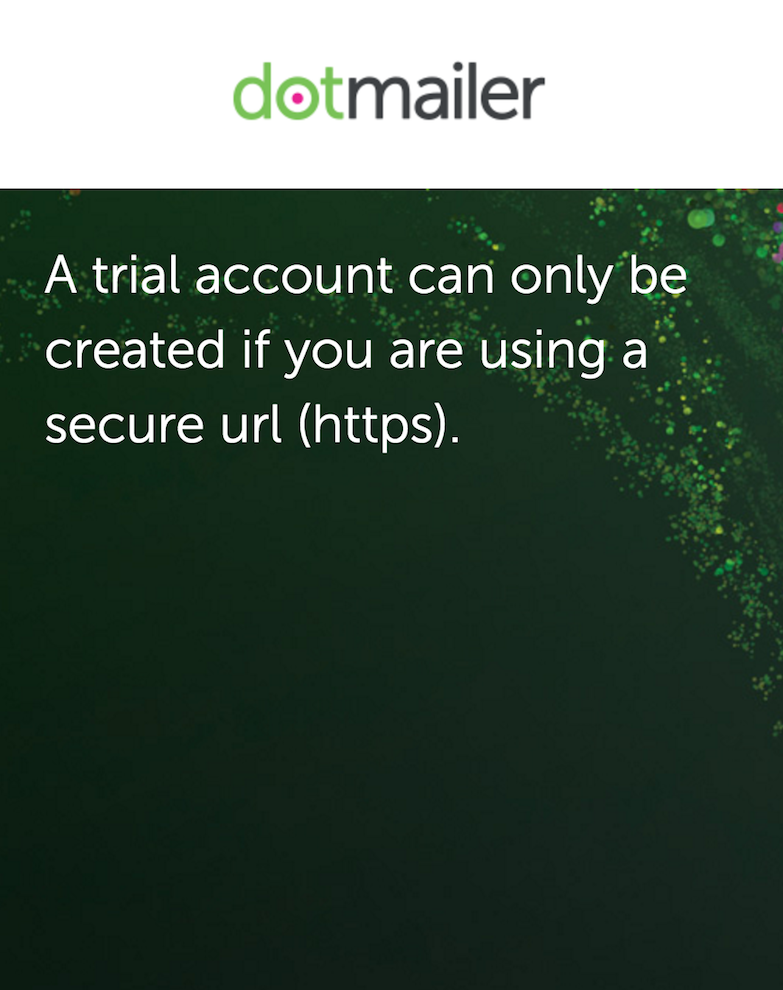 dotmailer
A trial account can only be
created if you are using a
secure url (https).